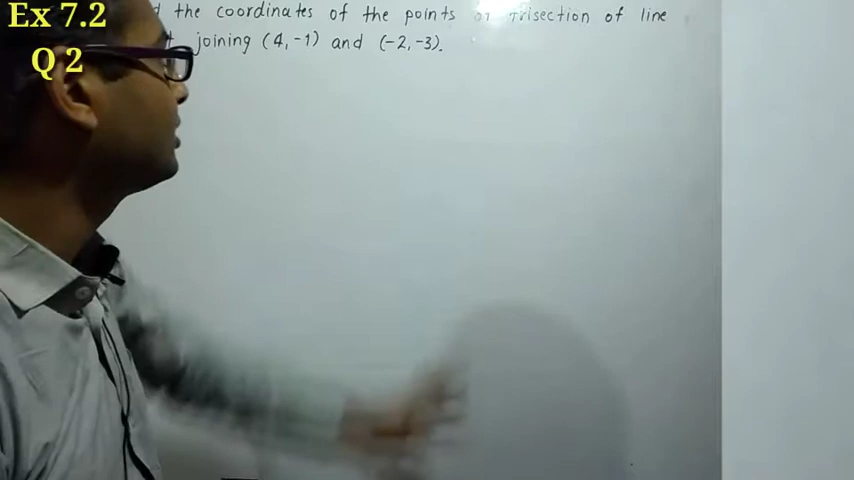 Ex 7.2
Q 2
the coordinates of the points of Trisection of line
joining (4,-1) and (-2,-3).